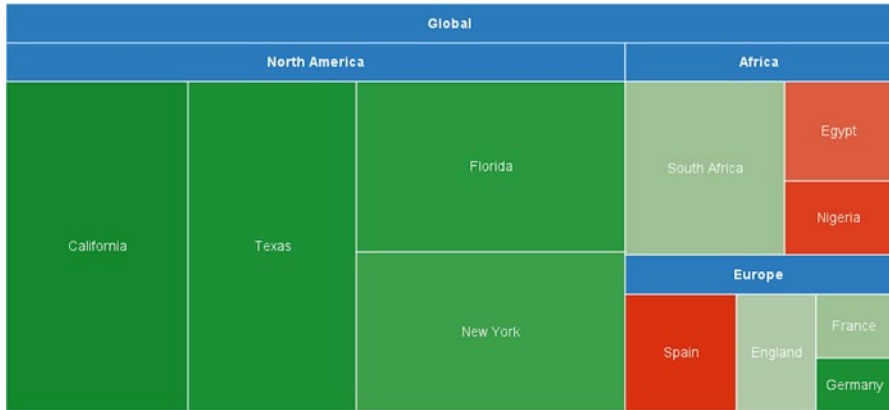 Global
North America
Africa
California
Texas
Florida
New York
South Africa
Egypt
Nigeria
Europe
Spain
England
France
Germany